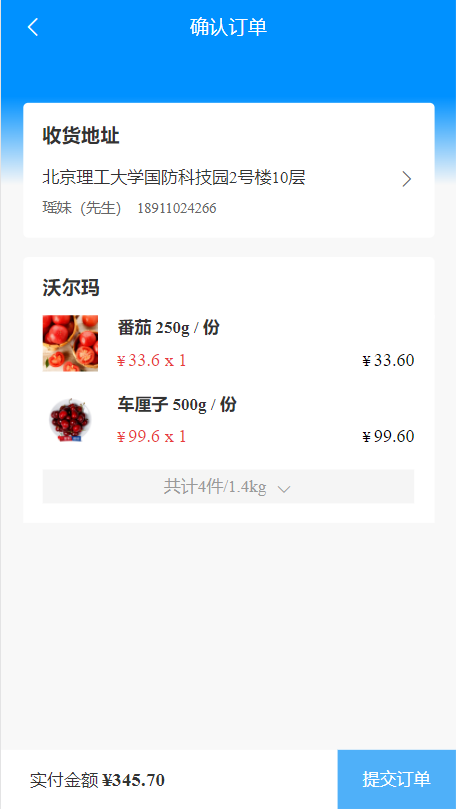 确认订单
收货地址
北京理工大学国防科技园2号楼10层
瑶妹（先生） 18911024266
沃尔玛
番茄 250g / 份
¥33.6 x 1 ¥33.60
车厘子 500g / 份
¥99.6 x 1 ¥99.60
共计4件/1.4kg
实付金额 ¥345.70 提交订单